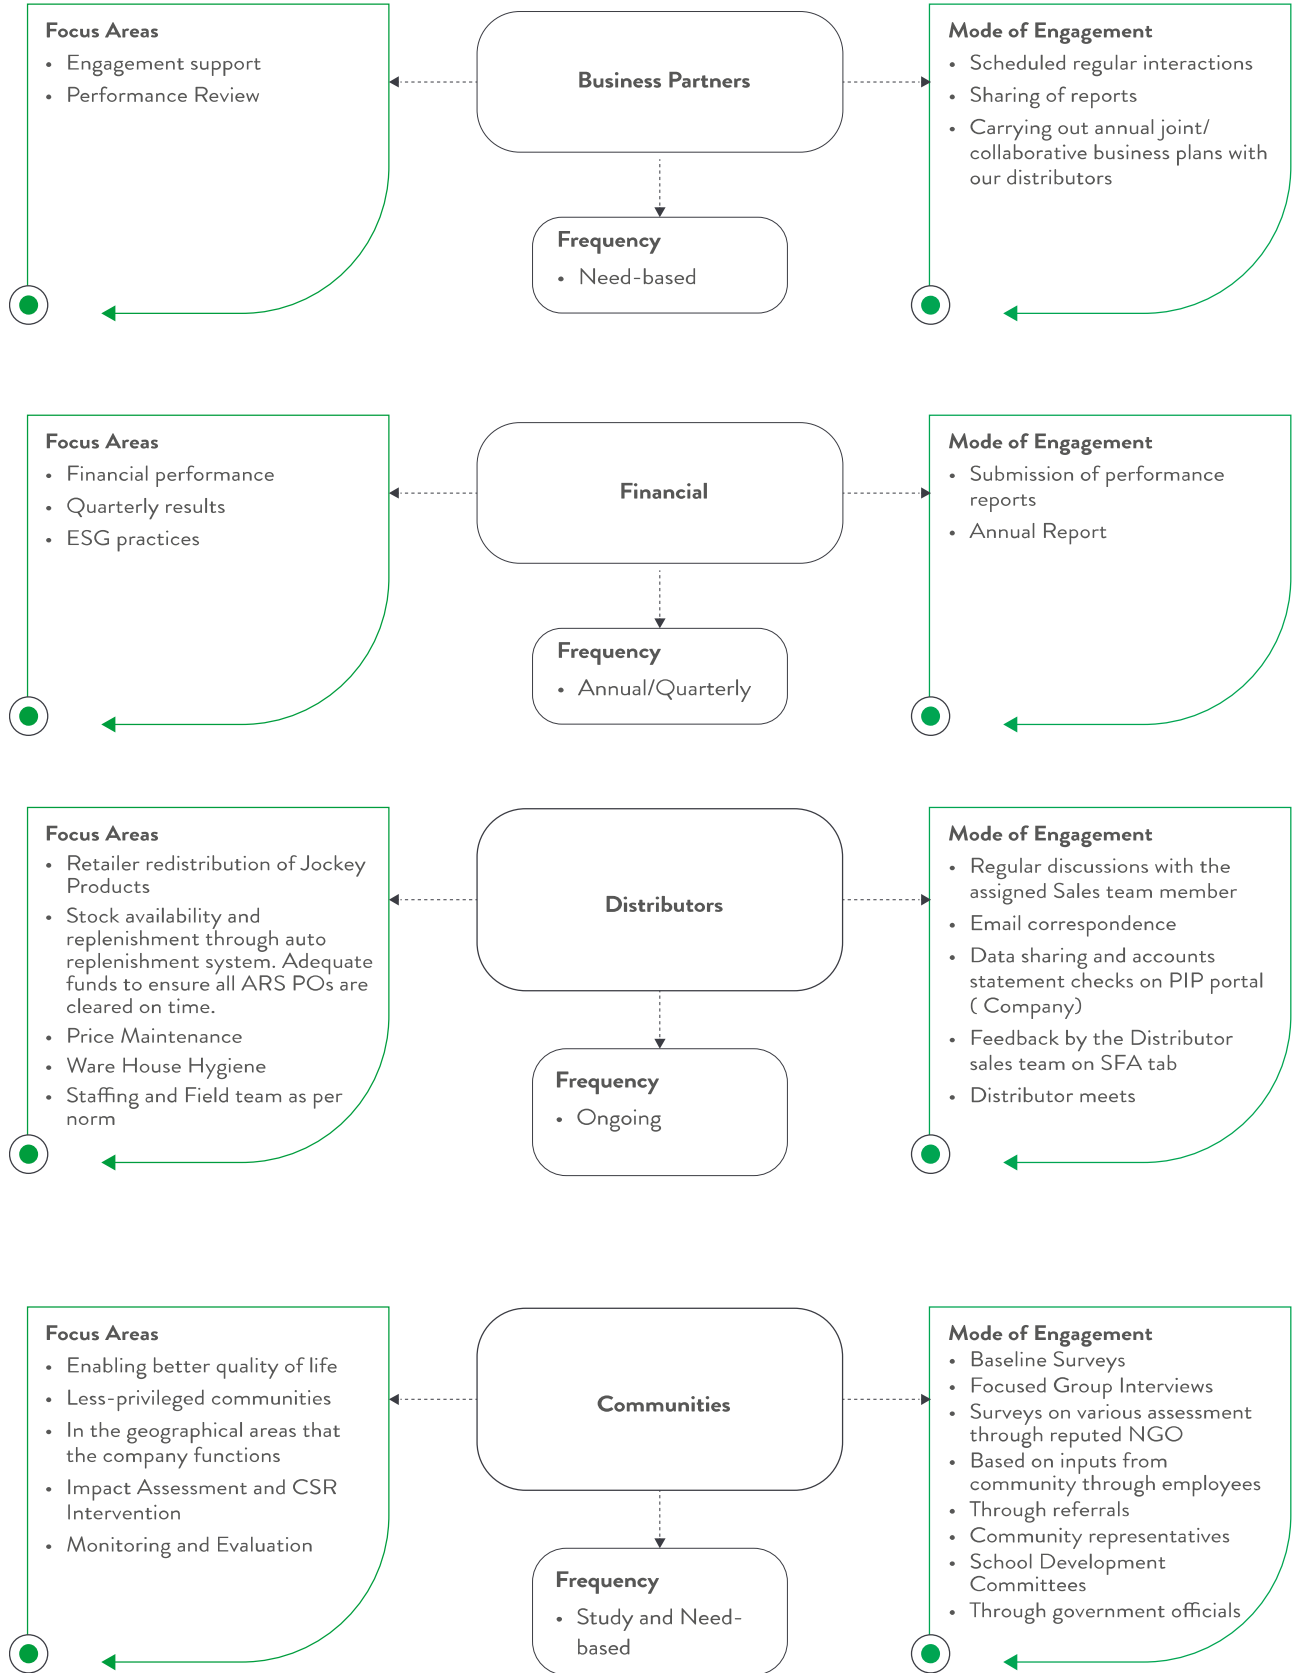 Focus Areas
• Engagement support
• Performance Review
Business Partners
Frequency
• Need-based
Mode of Engagement
• Scheduled regular interactions
• Sharing of reports
• Carrying out annual joint/
collaborative business plans with
our distributors
Focus Areas
• Financial performance
• Quarterly results
• ESG practices
Financial
Frequency
• Annual/Quarterly
Mode of Engagement
• Submission of performance
reports
• Annual Report
Focus Areas
• Retailer redistribution of Jockey
Products
• Stock availability and
replenishment through auto
replenishment system. Adequate
funds to ensure all ARS POs are
cleared on time.
• Price Maintenance
• Ware House Hygiene
• Staffing and Field team as per
norm
Distributors
Frequency
• Ongoing
Mode of Engagement
• Regular discussions with the
assigned Sales team member
• Email correspondence
• Data sharing and accounts
statement checks on PIP portal
( Company)
• Feedback by the Distributor
sales team on SFA tab
• Distributor meets
Focus Areas
• Enabling better quality of life
• Less-privileged communities
• In the geographical areas that
the company functions
• Impact Assessment and CSR
Intervention
• Monitoring and Evaluation
Communities
Frequency
• Study and Need-
based
Mode of Engagement
• Baseline Surveys
• Focused Group Interviews
• Surveys on various assessment
through reputed NGO
• Based on inputs from
community through employees
• Through referrals
• Community representatives
• School Development
Committees
• Through government officials